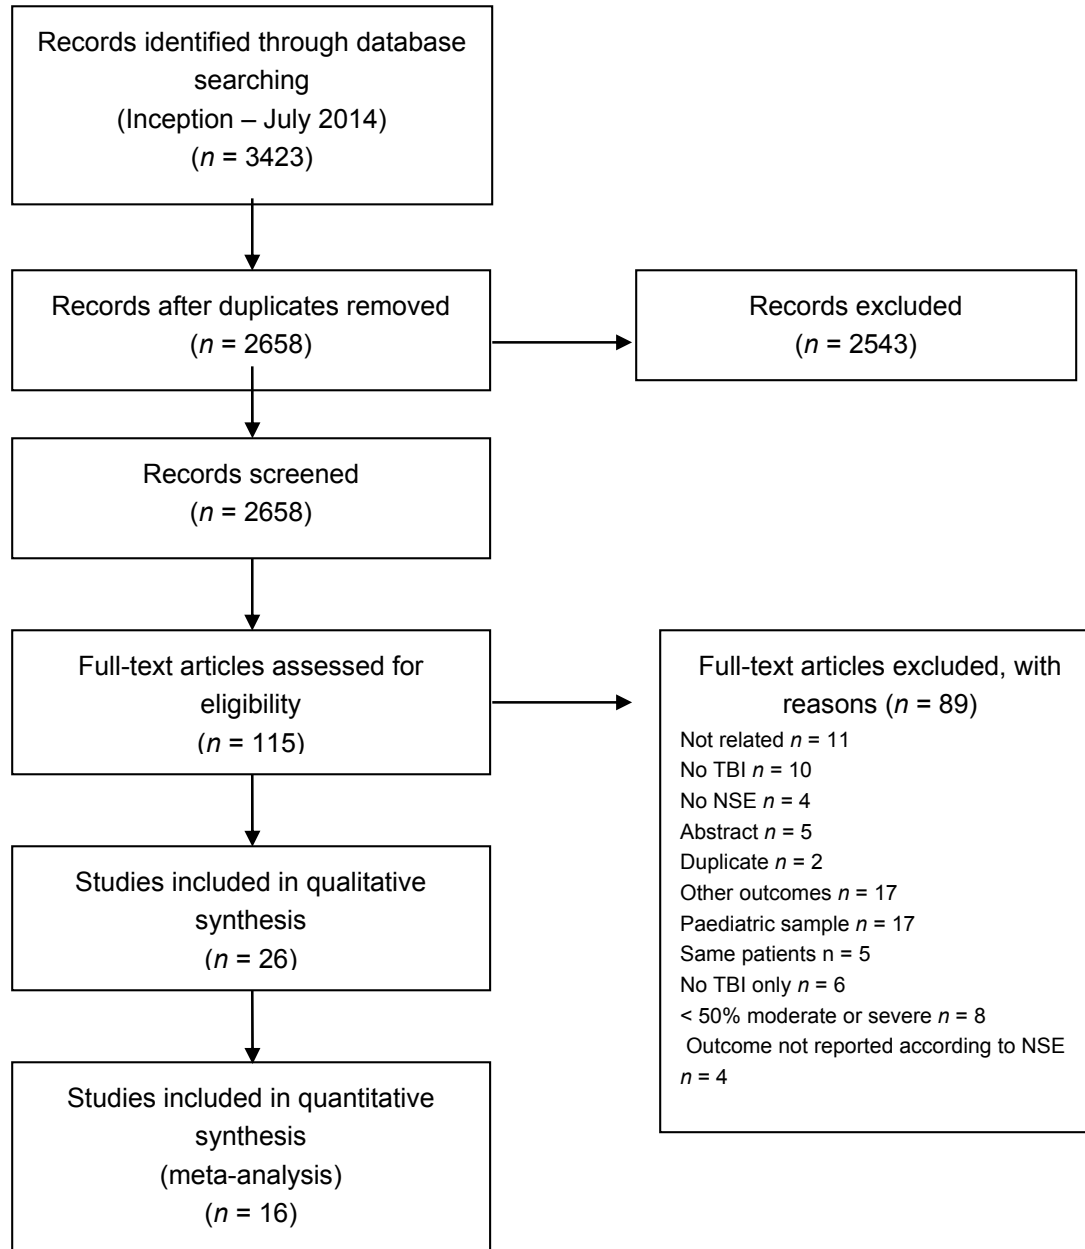 Records identified through database
searching
(Inception – July 2014)
(n = 3423)
Records after duplicates removed
(n = 2658)
Records excluded
(n = 2543)
Records screened
(n = 2658)
Full-text articles assessed for
eligibility
(n = 115)
Full-text articles excluded, with
reasons (n = 89)
Not related n = 11
No TBI n = 10
No NSE n = 4
Abstract n = 5
Duplicate n = 2
Other outcomes n = 17
Paediatric sample n = 17
Same patients n = 5
No TBI only n = 6
< 50% moderate or severe n = 8
Outcome not reported according to NSE
n = 4
Studies included in qualitative
synthesis
(n = 26)
Studies included in quantitative
synthesis
(meta-analysis)
(n = 16)